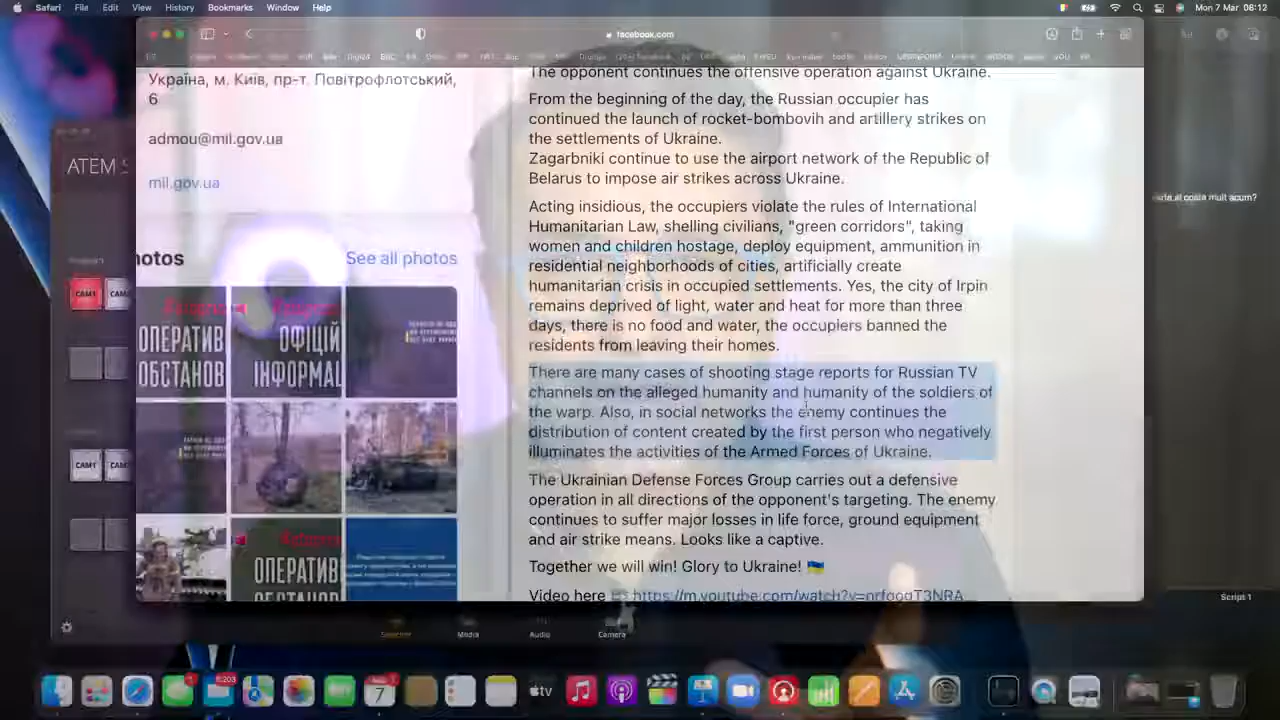 Safari File Edit View History Bookmarks Window Help
Mon 7 Mar 08:12
facebook.com
Україна, м. Київ, пр-т. Повітрофлотський,
6
admou@mil.gov.ua
mil.gov.ua
hotos
See all photos
ОПЕРАТИВ
ОБСТАНОВ
ОФІЦІЙ
ІНФОРМАЦ
ОПЕРАТИВ
The opponent continues the offensive operation against Ukraine.
From the beginning of the day, the Russian occupier has
continued the launch of rocket-bombovih and artillery strikes on
the settlements of Ukraine.
Zagarbniki continue to use the airport network of the Republic of
Belarus to impose air strikes across Ukraine.
Acting insidious, the occupiers violate the rules of International
Humanitarian Law, shelling civilians, "green corridors", taking
women and children hostage, deploy equipment, ammunition in
residential neighborhoods of cities, artificially create
humanitarian crisis in occupied settlements. Yes, the city of Irpin
remains deprived of light, water and heat for more than three
days, there is no food and water, the occupiers banned the
residents from leaving their homes.
There are many cases of shooting stage reports for Russian TV
channels on the alleged humanity and humanity of the soldiers of
the warp. Also, in social networks the enemy continues the
distribution of content created by the first person who negatively
illuminates the activities of the Armed Forces of Ukraine.
The Ukrainian Defense Forces Group carries out a defensive
operation in all directions of the opponent's targeting. The enemy
continues to suffer major losses in life force, ground equipment
and air strike means. Looks like a captive.
Together we will win! Glory to Ukraine!
Video here
ATEM S
CAM1
CAM1
costa mult acum?
Script 1
Media
Audio
Camera
tv
7